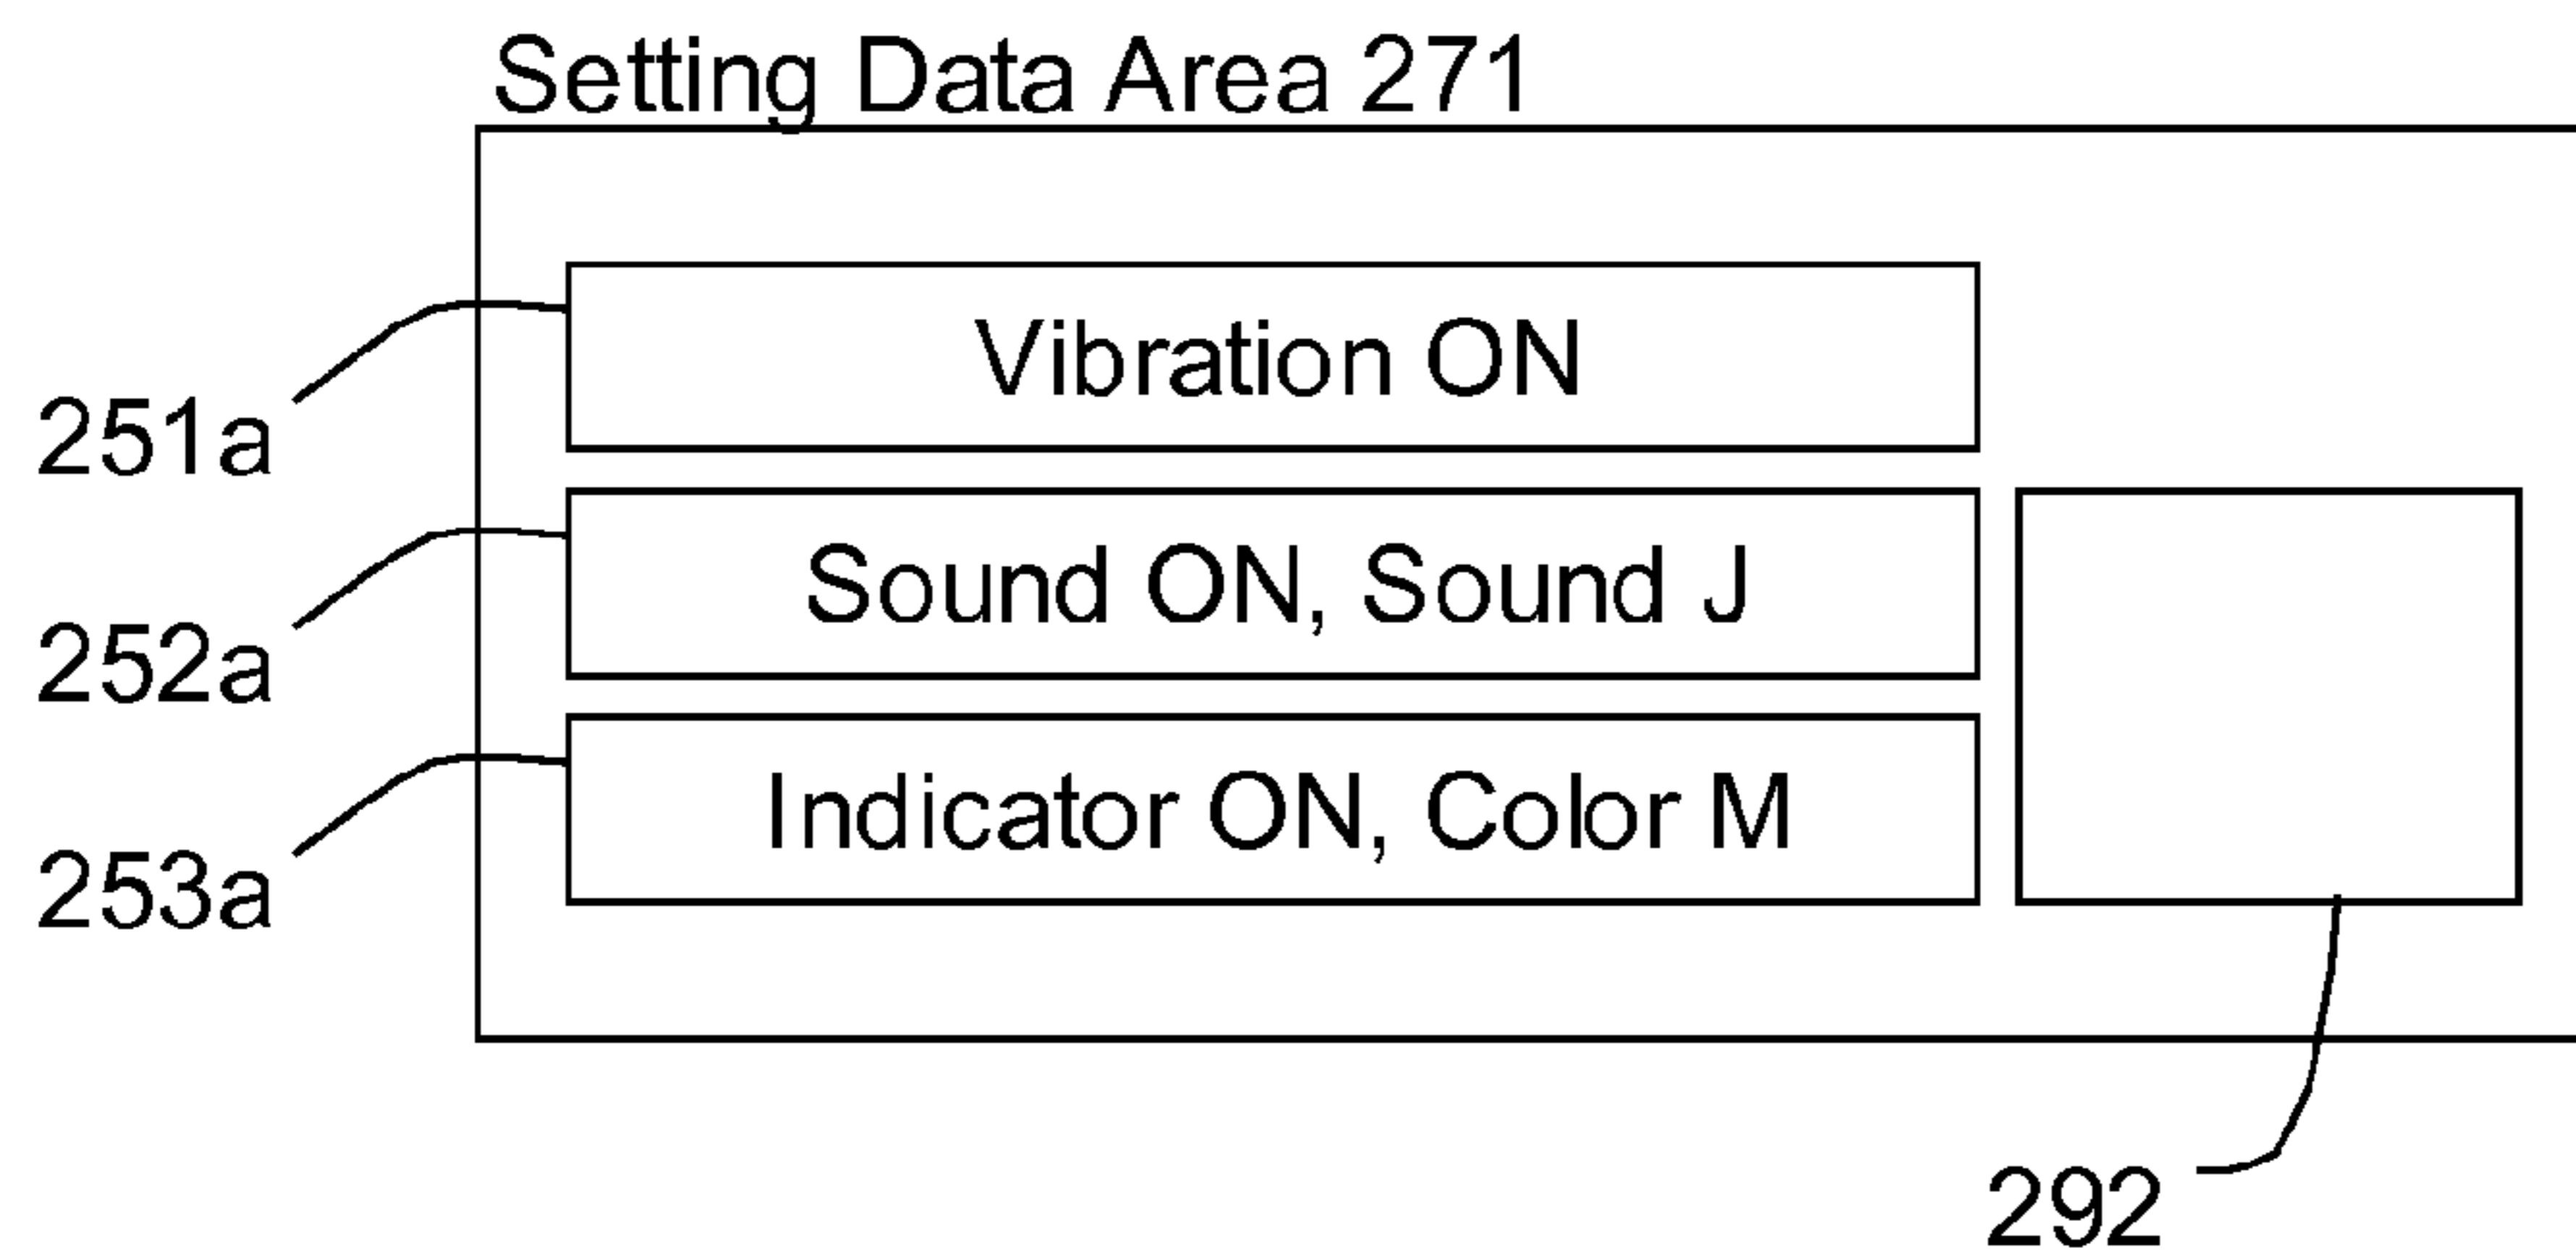 Setting Data Area 271
Vibration ON
251a
Sound ON, Sound J
252a
Indicator ON, Color M
253a
292